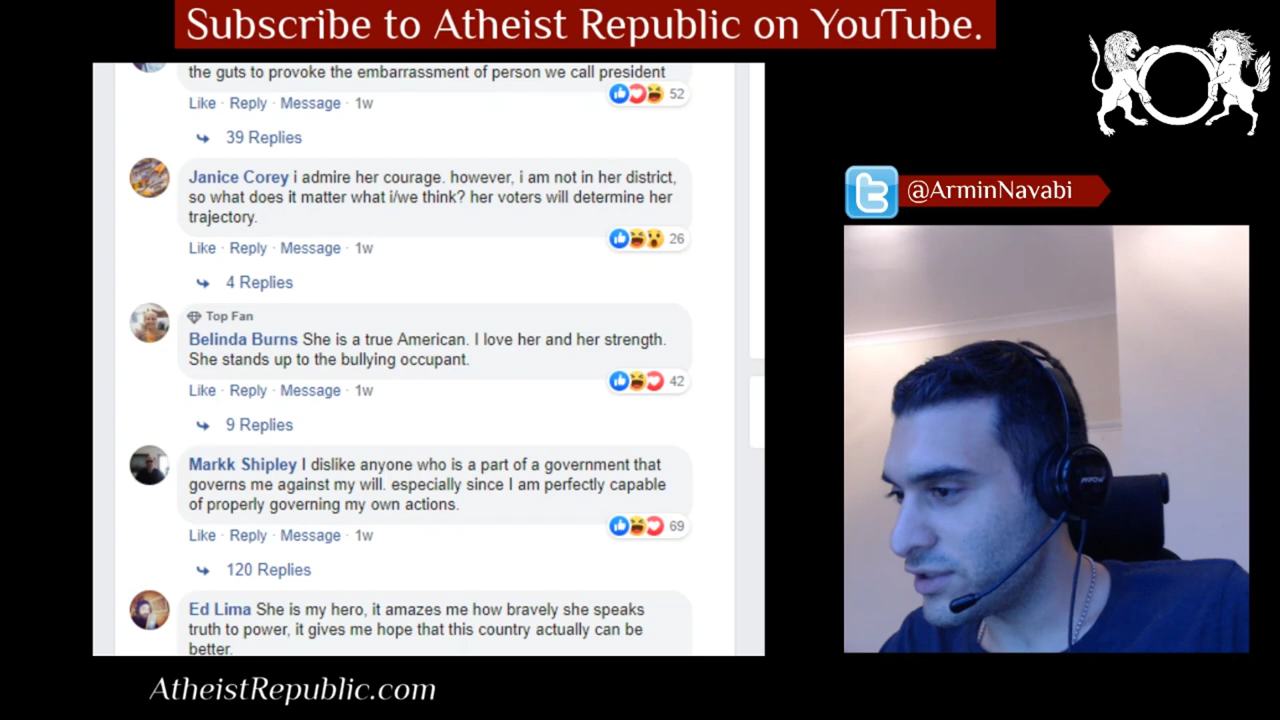 Subscribe to Atheist Republic on YouTube.
the guts to provoke the embarrassment of person we call president
Like · Reply · Message · 1w
52
39 Replies
Janice Corey i admire her courage. however, i am not in her district,
so what does it matter what i/we think? her voters will determine her
trajectory.
Like · Reply · Message · 1w
26
4 Replies
Top Fan
Belinda Burns She is a true American. I love her and her strength.
She stands up to the bullying occupant.
Like · Reply · Message · 1w
42
9 Replies
Markk Shipley I dislike anyone who is a part of a government that
governs me against my will. especially since I am perfectly capable
of properly governing my own actions.
Like · Reply · Message · 1w
69
120 Replies
Ed Lima She is my hero, it amazes me how bravely she speaks
truth to power, it gives me hope that this country actually can be
better.
@ArminNavabi
AtheistRepublic.com